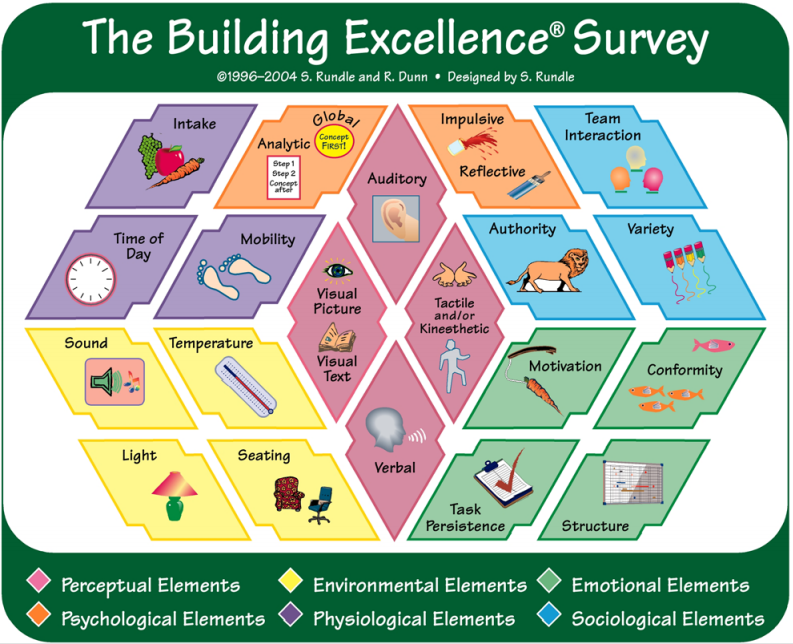 The Building Excellence® Survey
©1996–2004 S. Rundle and R. Dunn • Designed by S. Rundle
Intake
Global
Concept
FIRST!
Analytic
Step 1
Step 2
Concept
after
Auditory
Impulsive
Reflective
Team
Interaction
Time of
Day
Mobility
Visual
Picture
Visual
Text
Tactile
and/or
Kinesthetic
Authority
Variety
Sound
Temperature
Motivation
Conformity
Light
Seating
Verbal
Task
Persistence
Structure
Perceptual Elements
Environmental Elements
Emotional Elements
Psychological Elements
Physiological Elements
Sociological Elements